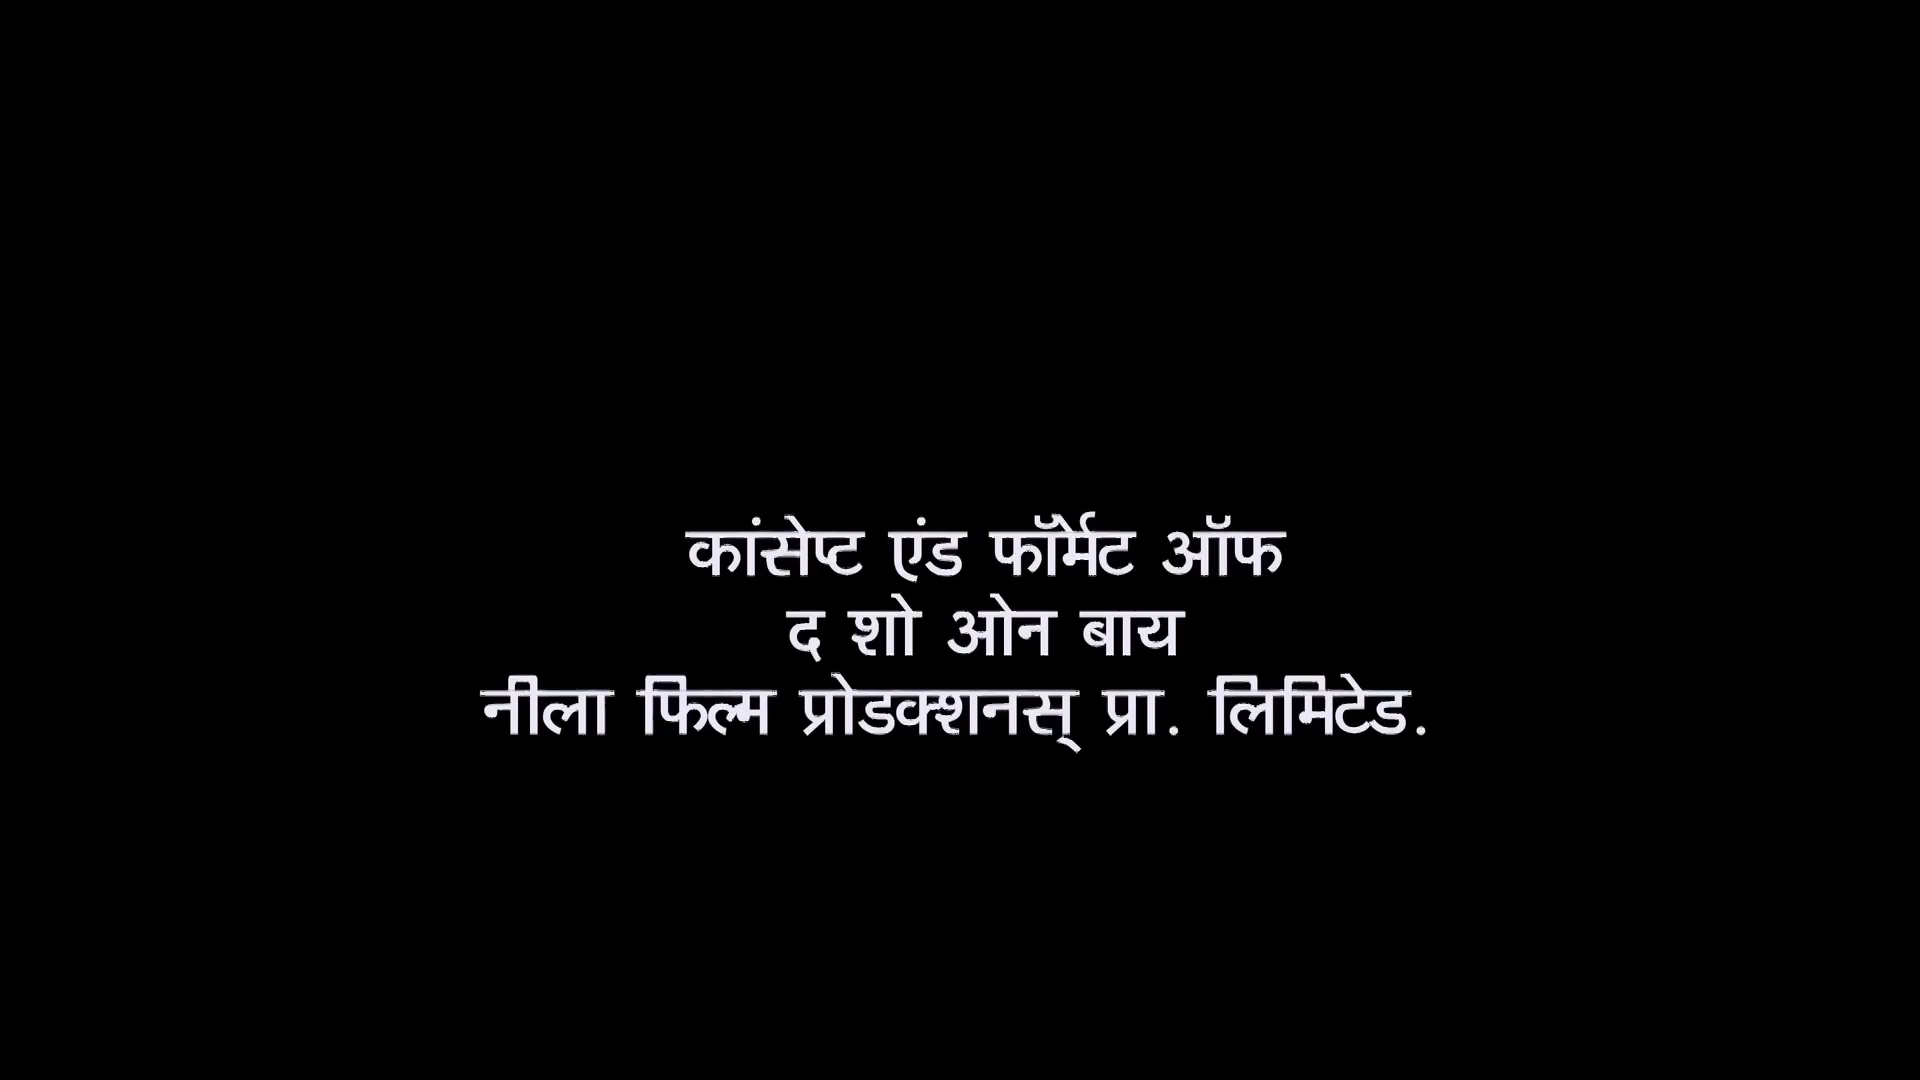 कांसेप्ट एंड फॉर्मेट ऑफ
द शो ओन बाय
नीला फिल्म प्रोडक्शनस् प्रा. लिमिटेड.